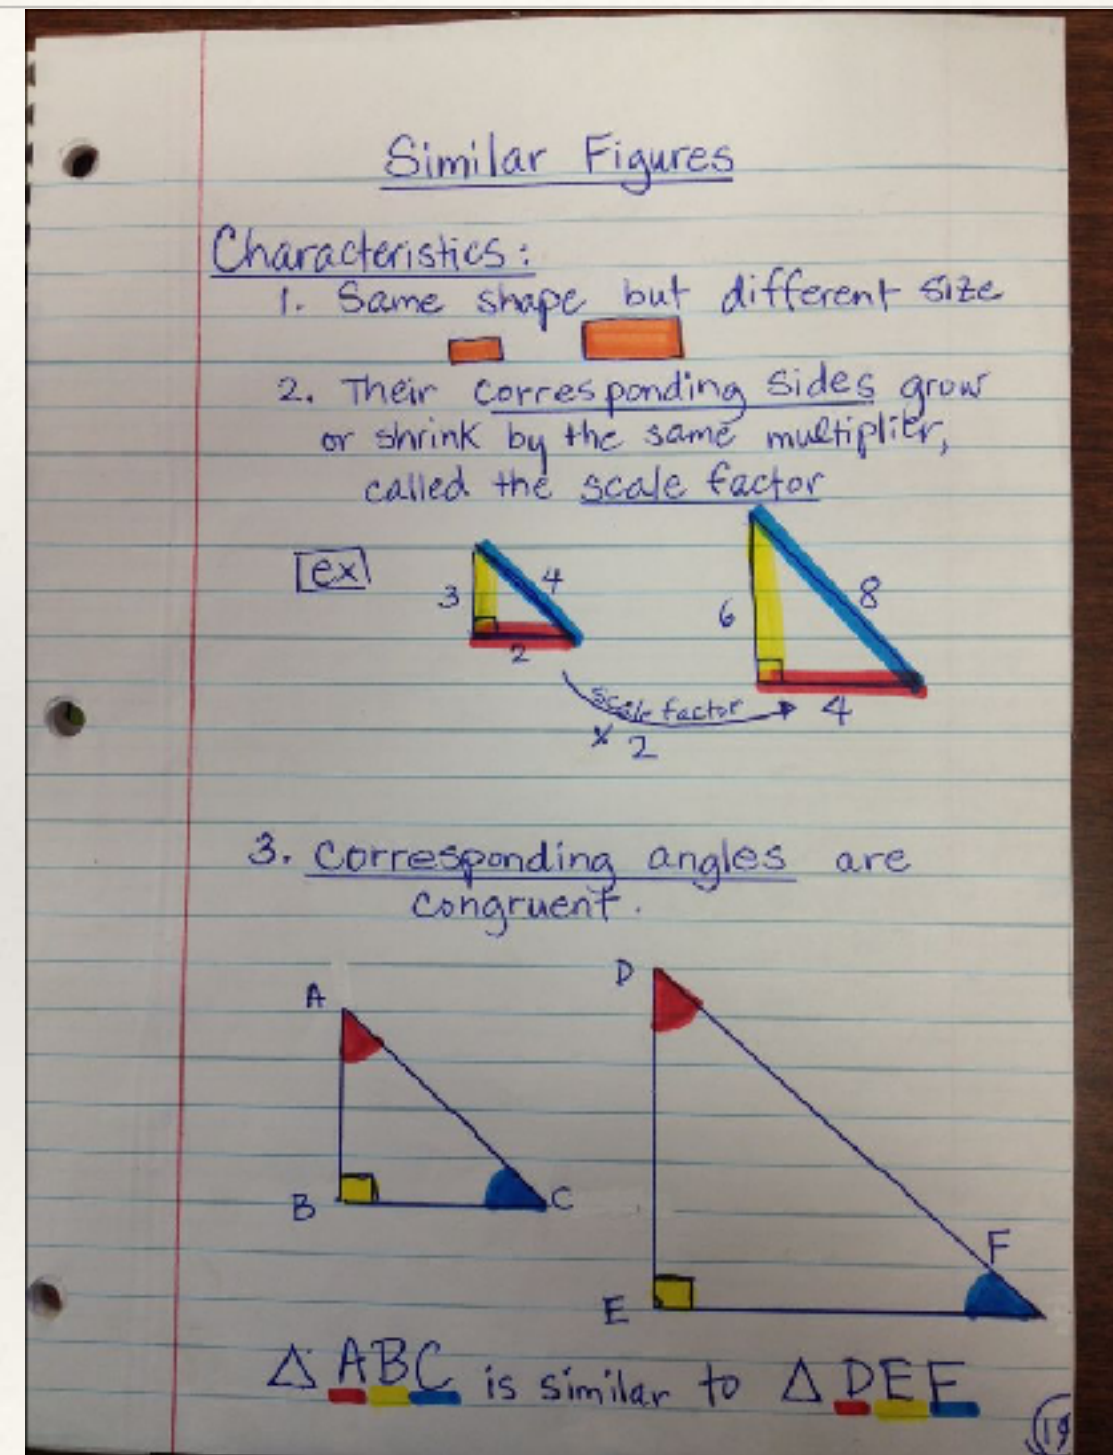 Similar Figures
Characteristics:
1. Same shape but different size
2. Their corresponding sides grow
or shrink by the same multiplier,
called the scale factor
ex
3 4 2
6 8 4
scale factor
x 2
3. Corresponding angles are
congruent.
A B C
D E F
△ ABC is similar to △ DEF
19